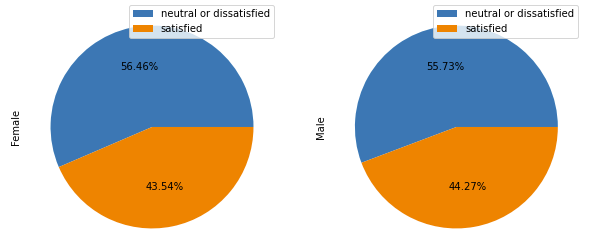 neutral or dissatisfied
satisfied
56.46%
Female
43.54%
neutral or dissatisfied
satisfied
55.73%
Male
44.27%